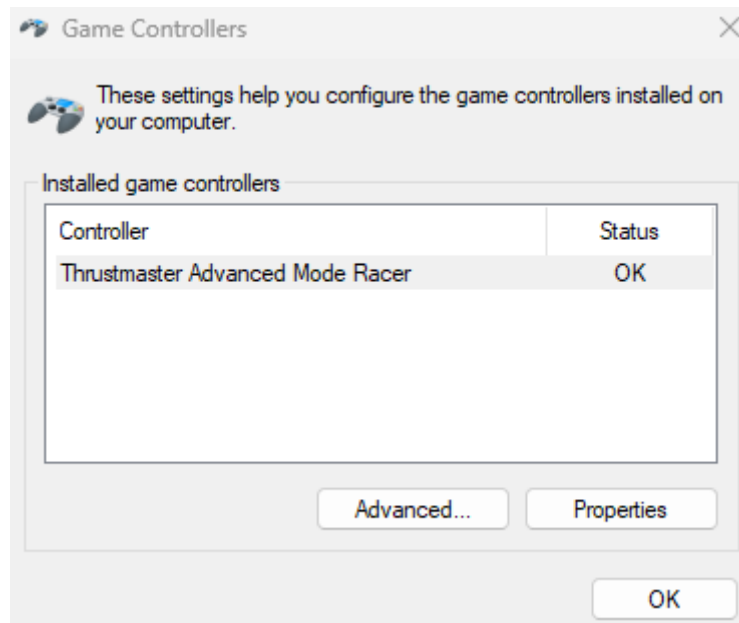 Game Controllers
These settings help you configure the game controllers installed on
your computer.
Installed game controllers
Controller Status
Thrustmaster Advanced Mode Racer OK
Advanced... Properties
OK